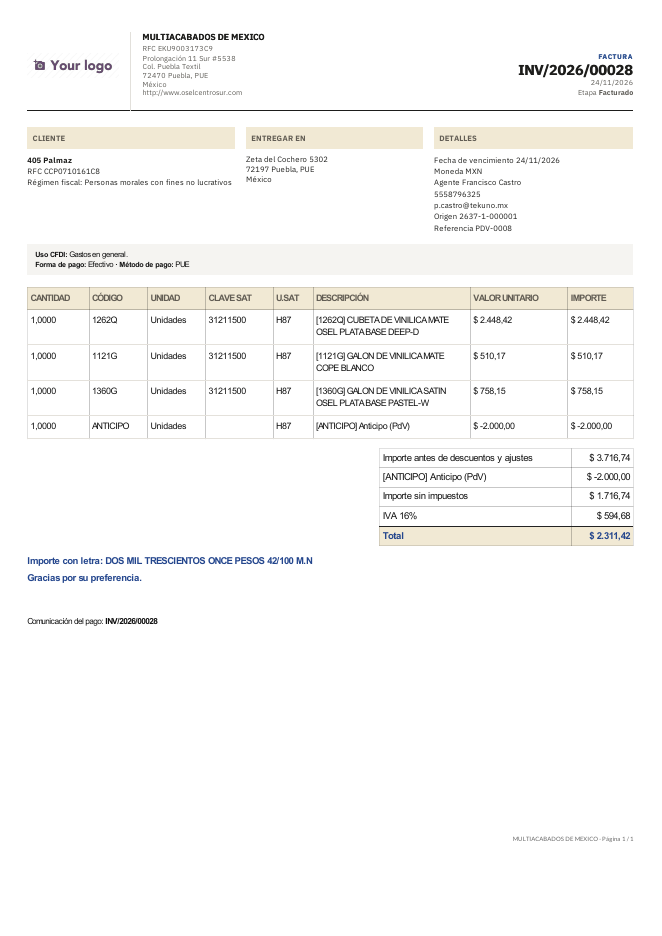 Your logo
MULTIACABADOS DE MEXICO
RFC EKU9003173C9
Prolongación 11 Sur #5538
Col. Puebla Textil
72470 Puebla, PUE
México
http://www.oselcentrosur.com
FACTURA
INV/2026/00028
24/11/2026
Etapa Facturado
CLIENTE
405 Palmaz
RFC CCP0710161C8
Régimen fiscal: Personas morales con fines no lucrativos
ENTREGAR EN
Zeta del Cochero 5302
72197 Puebla, PUE
México
DETALLES
Fecha de vencimiento 24/11/2026
Moneda MXN
Agente Francisco Castro
5558796325
p.castro@tekuno.mx
Origen 2637-1-000001
Referencia PDV-0008
Uso CFDI: Gastos en general.
Forma de pago: Efectivo · Método de pago: PUE
CANTIDAD CÓDIGO UNIDAD CLAVE SAT U.SAT DESCRIPCIÓN VALOR UNITARIO IMPORTE
1,0000 1262Q Unidades 31211500 H87 [1262Q] CUBETA DE VINILICA MATE $ 2.448,42 $ 2.448,42
OSEL PLATA BASE DEEP-D
1,0000 1121G Unidades 31211500 H87 [1121G] GALON DE VINILICA MATE $ 510,17 $ 510,17
COPE BLANCO
1,0000 1360G Unidades 31211500 H87 [1360G] GALON DE VINILICA SATIN $ 758,15 $ 758,15
OSEL PLATA BASE PASTEL-W
1,0000 ANTICIPO Unidades H87 [ANTICIPO] Anticipo (PdV) $ -2.000,00 $ -2.000,00
Importe antes de descuentos y ajustes $ 3.716,74
[ANTICIPO] Anticipo (PdV) $ -2.000,00
Importe sin impuestos $ 1.716,74
IVA 16% $ 594,68
Total $ 2.311,42
Importe con letra: DOS MIL TRESCIENTOS ONCE PESOS 42/100 M.N
Gracias por su preferencia.
Comunicación del pago: INV/2026/00028
MULTIACABADOS DE MEXICO - Página 1 / 1